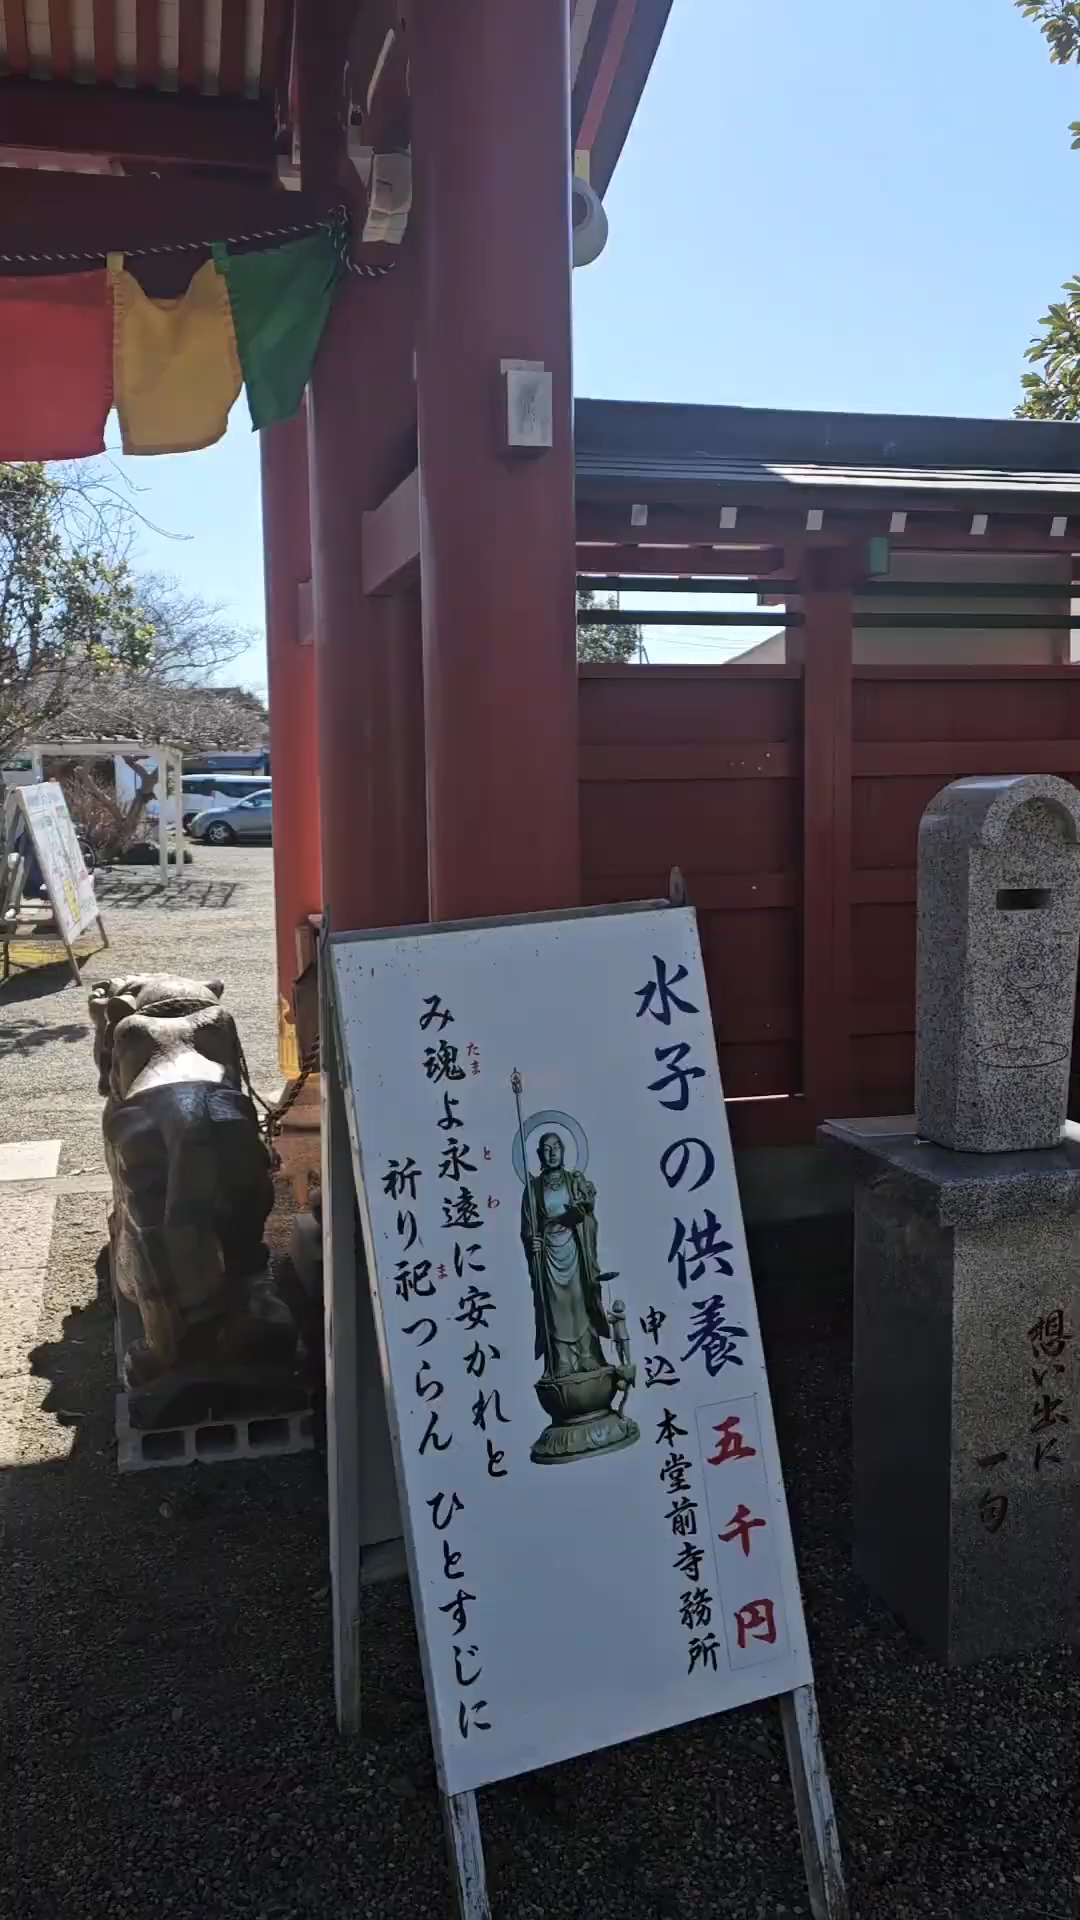 水子の供養
五千円
申込 本堂前寺務所
み魂よ永遠に安かれと
たま
とわ
祈り祀つらん ひとすじに
ま
想い出に
一句